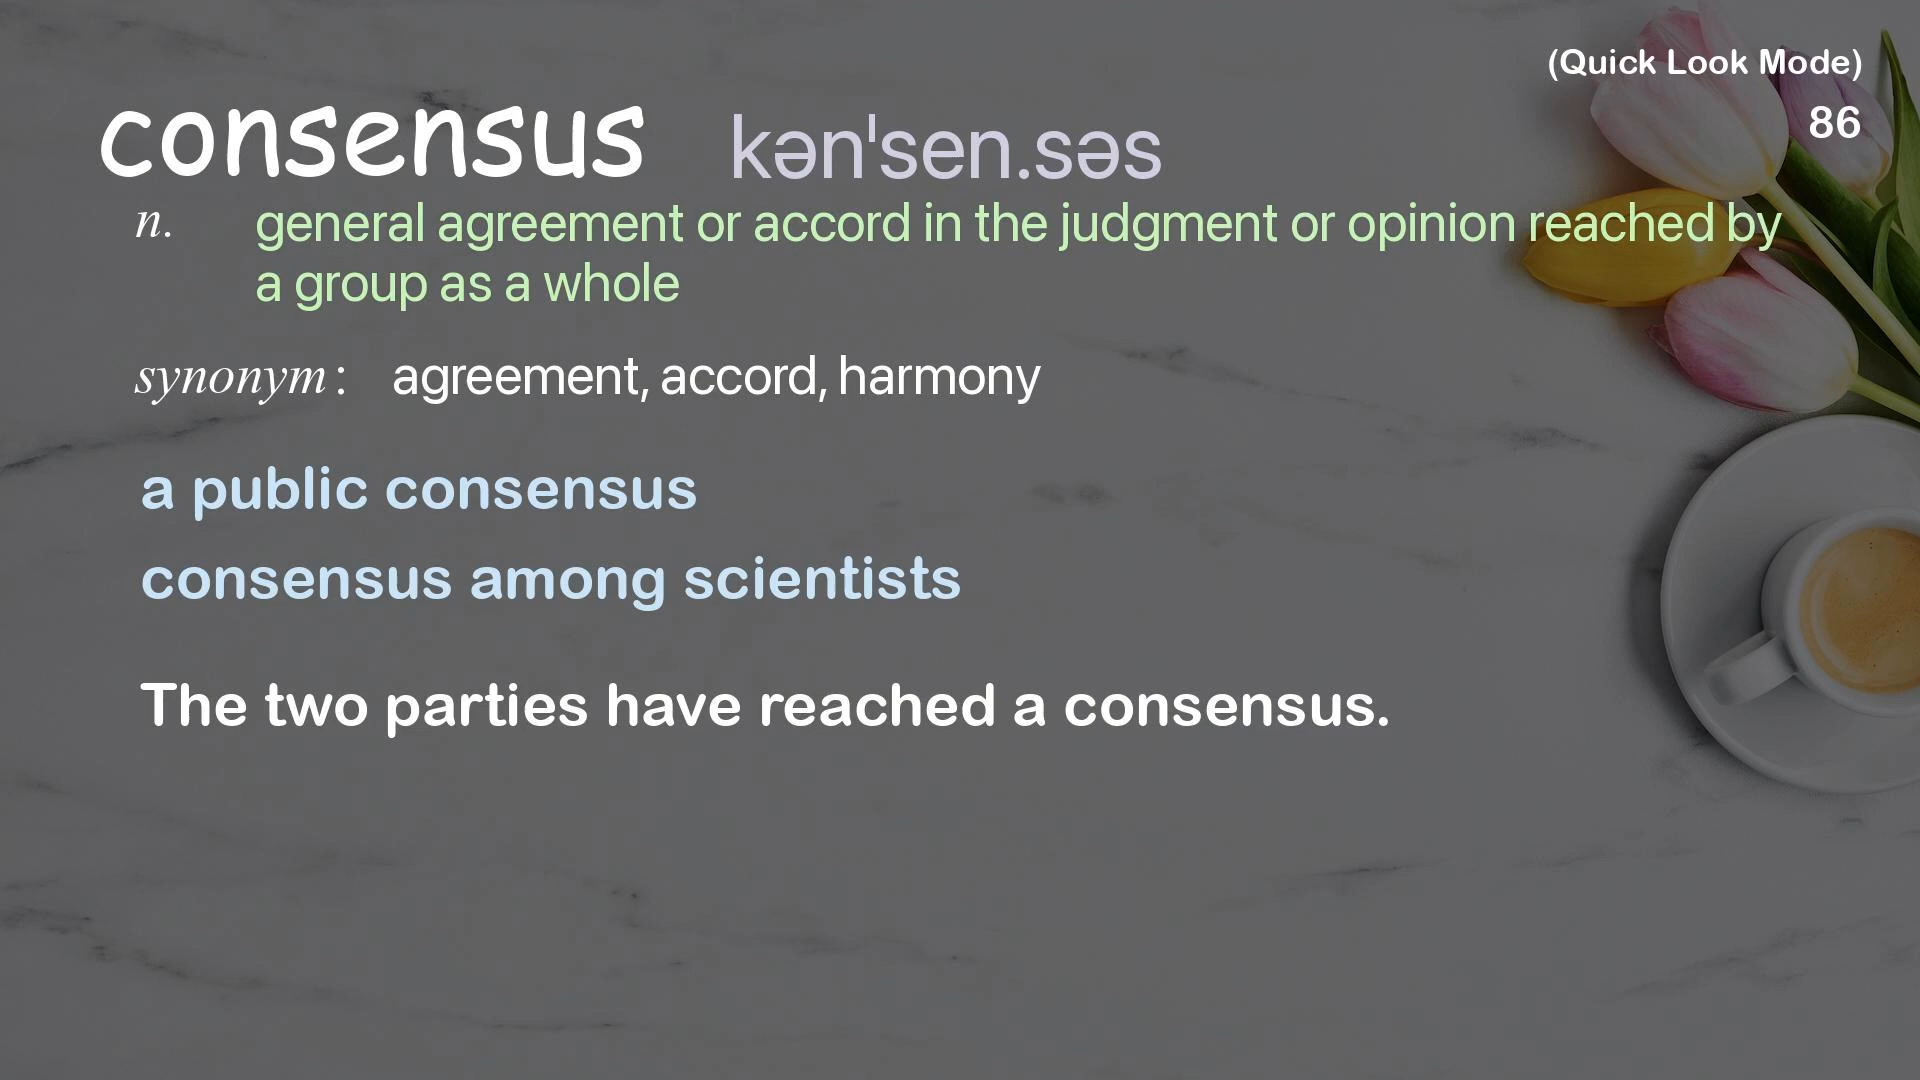 (Quick Look Mode)
86
consensus kən'sen.səs
n. general agreement or accord in the judgment or opinion reached by
a group as a whole
synonym: agreement, accord, harmony
a public consensus
consensus among scientists
The two parties have reached a consensus.